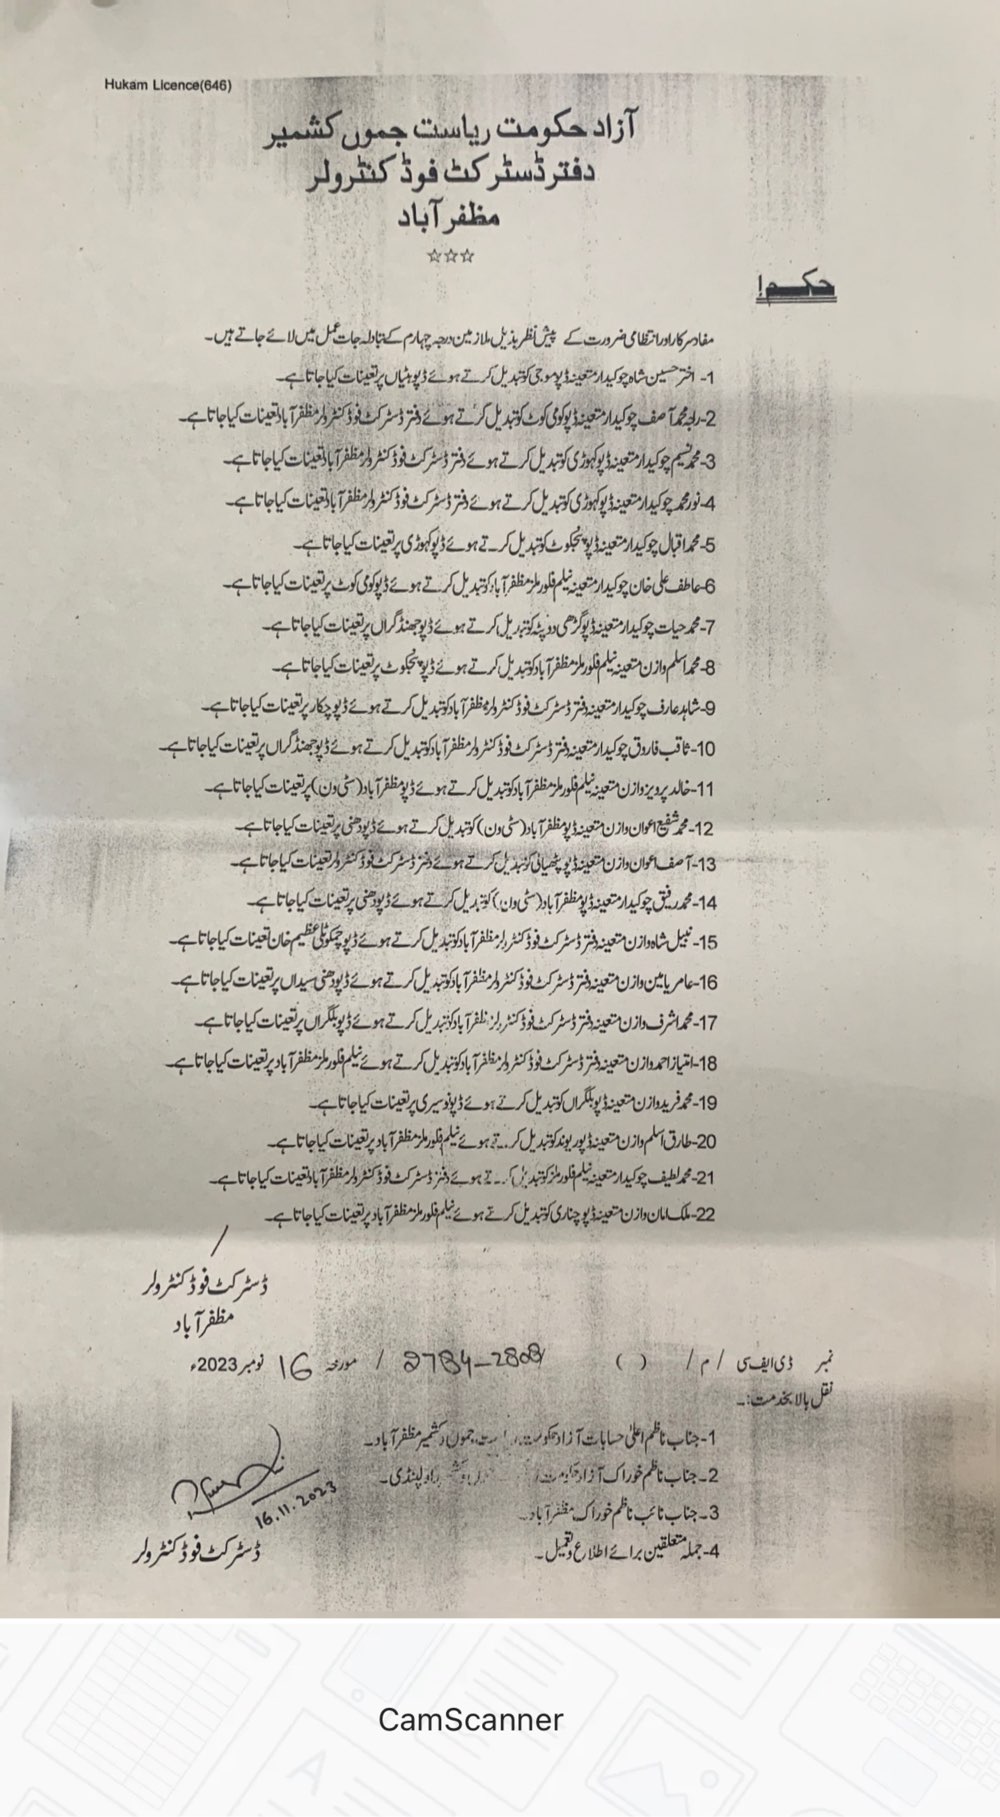 Hukam Licence(646)
آزاد حکومت ریاست جموں کشمیر
دفتر ڈسٹرکٹ فوڈ کنٹرولر
مظفرآباد
☆☆☆
حکم!
مفاد سرکار اور انتظامی ضرورت کے پیش نظر بذیل ملازمین درجہ چہارم کے تبادلہ جات عمل میں لائے جاتے ہیں۔
1- اختر حسین شاہ چوکیدار متعینہ ڈپو موجی کو تبدیل کرتے ہوئے ڈپو ہٹیاں پر تعینات کیا جاتا ہے۔
2-راجہ محمد آصف چوکیدار متعینہ ڈپو کومی کوٹ کو تبدیل کرتے ہوئے دفتر ڈسٹرکٹ فوڈ کنٹرولر مظفرآباد تعینات کیا جاتا ہے۔
3-محمد نسیم چوکیدار متعینہ ڈپو کہوڑی کو تبدیل کرتے ہوئے دفتر ڈسٹرکٹ فوڈ کنٹرولر مظفرآباد تعینات کیا جاتا ہے۔
4-نور محمد چوکیدار متعینہ ڈپو کہوڑی کو تبدیل کرتے ہوئے دفتر ڈسٹرکٹ فوڈ کنٹرولر مظفرآباد تعینات کیا جاتا ہے۔
5-محمد اقبال چوکیدار متعینہ ڈپو پنجکوٹ کو تبدیل کرتے ہوئے ڈپو کہوڑی پر تعینات کیا جاتا ہے۔
6-عاطف علی خان چوکیدار متعینہ نیلم فلور ملز مظفرآباد کو تبدیل کرتے ہوئے ڈپو کومی کوٹ پر تعینات کیا جاتا ہے۔
7-محمد حیات چوکیدار متعینہ ڈپو گڑھی دوپٹہ کو تبدیل کرتے ہوئے ڈپو جھنڈگراں پر تعینات کیا جاتا ہے۔
8-محمد اسلم وازن متعینہ نیلم فلور ملز مظفرآباد کو تبدیل کرتے ہوئے ڈپو پنجکوٹ پر تعینات کیا جاتا ہے۔
9-شاہد عارف چوکیدار متعینہ دفتر ڈسٹرکٹ فوڈ کنٹرولر مظفرآباد کو تبدیل کرتے ہوئے ڈپو چکار پر تعینات کیا جاتا ہے۔
10-ثاقب فاروق چوکیدار متعینہ دفتر ڈسٹرکٹ فوڈ کنٹرولر مظفرآباد کو تبدیل کرتے ہوئے ڈپو جھنڈگراں پر تعینات کیا جاتا ہے۔
11-خالد پرویز وازن متعینہ نیلم فلور ملز مظفرآباد کو تبدیل کرتے ہوئے ڈپو مظفرآباد (سٹی ون) پر تعینات کیا جاتا ہے۔
12-محمد شفیع اعوان وازن متعینہ ڈپو مظفرآباد (سٹی ون) کو تبدیل کرتے ہوئے ڈپو دھنی پر تعینات کیا جاتا ہے۔
13-آصف اعوان وازن متعینہ ڈپو پٹھیالی کو تبدیل کرتے ہوئے دفتر ڈسٹرکٹ فوڈ کنٹرولر تعینات کیا جاتا ہے۔
14-محمد رفیق چوکیدار متعینہ ڈپو مظفرآباد (سٹی ون) کو تبدیل کرتے ہوئے ڈپو دھنی پر تعینات کیا جاتا ہے۔
15-نبیل شاہ وازن متعینہ دفتر ڈسٹرکٹ فوڈ کنٹرولر مظفرآباد کو تبدیل کرتے ہوئے ڈپو چمکوٹلی عظیم خان تعینات کیا جاتا ہے۔
16-عامر یامین وازن متعینہ دفتر ڈسٹرکٹ فوڈ کنٹرولر مظفرآباد کو تبدیل کرتے ہوئے ڈپو دھنی سیداں پر تعینات کیا جاتا ہے۔
17-محمد اشرف وازن متعینہ دفتر ڈسٹرکٹ فوڈ کنٹرولر مظفرآباد کو تبدیل کرتے ہوئے ڈپو بلگراں پر تعینات کیا جاتا ہے۔
18-امتیاز احمد وازن متعینہ دفتر ڈسٹرکٹ فوڈ کنٹرولر مظفرآباد کو تبدیل کرتے ہوئے نیلم فلور ملز مظفرآباد پر تعینات کیا جاتا ہے۔
19-محمد فرید وازن متعینہ ڈپو بلگراں کو تبدیل کرتے ہوئے ڈپو نوسیری پر تعینات کیا جاتا ہے۔
20-طارق اسلم وازن متعینہ ڈپو ریوند کو تبدیل کرتے ہوئے نیلم فلور ملز مظفرآباد پر تعینات کیا جاتا ہے۔
21-محمد لطیف چوکیدار متعینہ نیلم فلور ملز کو تبدیل کرتے ہوئے دفتر ڈسٹرکٹ فوڈ کنٹرولر مظفرآباد تعینات کیا جاتا ہے۔
22-ملک امان وازن متعینہ ڈپو چناری کو تبدیل کرتے ہوئے نیلم فلور ملز مظفرآباد پر تعینات کیا جاتا ہے۔
ڈسٹرکٹ فوڈ کنٹرولر
مظفرآباد
نمبر ڈی ایف سی / م / ( ) 2784-2808 / مورخہ 16 نومبر 2023ء
نقل بالا بخدمت:۔
1-جناب ناظم اعلیٰ حسابات آزاد حکومت ریاست جموں و کشمیر مظفرآباد۔
2-جناب ناظم خوراک آزاد حکومت راولپنڈی۔
3-جناب نائب ناظم خوراک مظفرآباد۔
4-جملہ متعلقین برائے اطلاع و تعمیل۔
16.11.2023
ڈسٹرکٹ فوڈ کنٹرولر
CamScanner